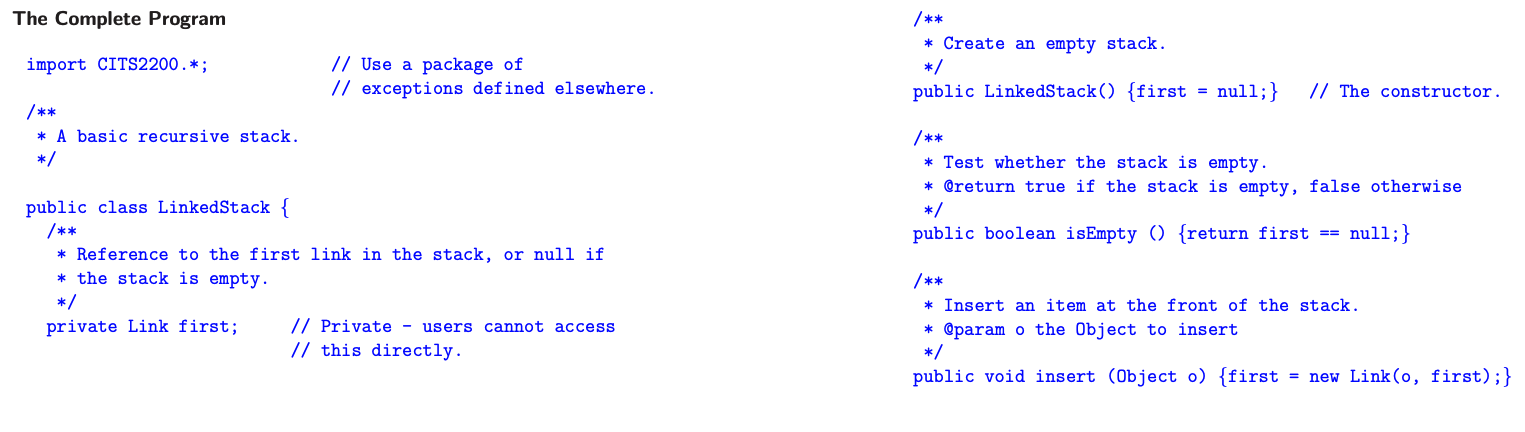 The Complete Program
import CITS2200.*; // Use a package of
// exceptions defined elsewhere.
/**
* A basic recursive stack.
*/
public class LinkedStack {
/**
* Reference to the first link in the stack, or null if
* the stack is empty.
*/
private Link first; // Private - users cannot access
// this directly.
/**
* Create an empty stack.
*/
public LinkedStack() {first = null;} // The constructor.
/**
* Test whether the stack is empty.
* @return true if the stack is empty, false otherwise
*/
public boolean isEmpty () {return first == null;}
/**
* Insert an item at the front of the stack.
* @param o the Object to insert
*/
public void insert (Object o) {first = new Link(o, first);}